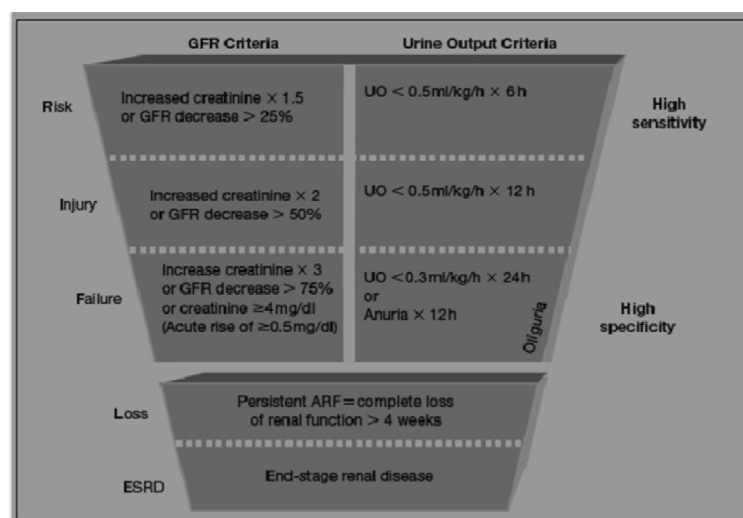 GFR Criteria
Urine Output Criteria
Risk
Increased creatinine × 1.5
or GFR decrease > 25%
UO < 0.5ml/kg/h × 6 h
High
sensitivity
Injury
Increased creatinine × 2
or GFR decrease > 50%
UO < 0.5ml/kg/h × 12 h
Failure
Increase creatinine × 3
or GFR decrease > 75%
or creatinine ≥4mg/dl
(Acute rise of ≥0.5mg/dl)
UO <0.3ml/kg/h × 24h
or
Anuria × 12h
Oliguria
High
specificity
Loss
Persistent ARF = complete loss
of renal function > 4 weeks
ESRD
End-stage renal disease